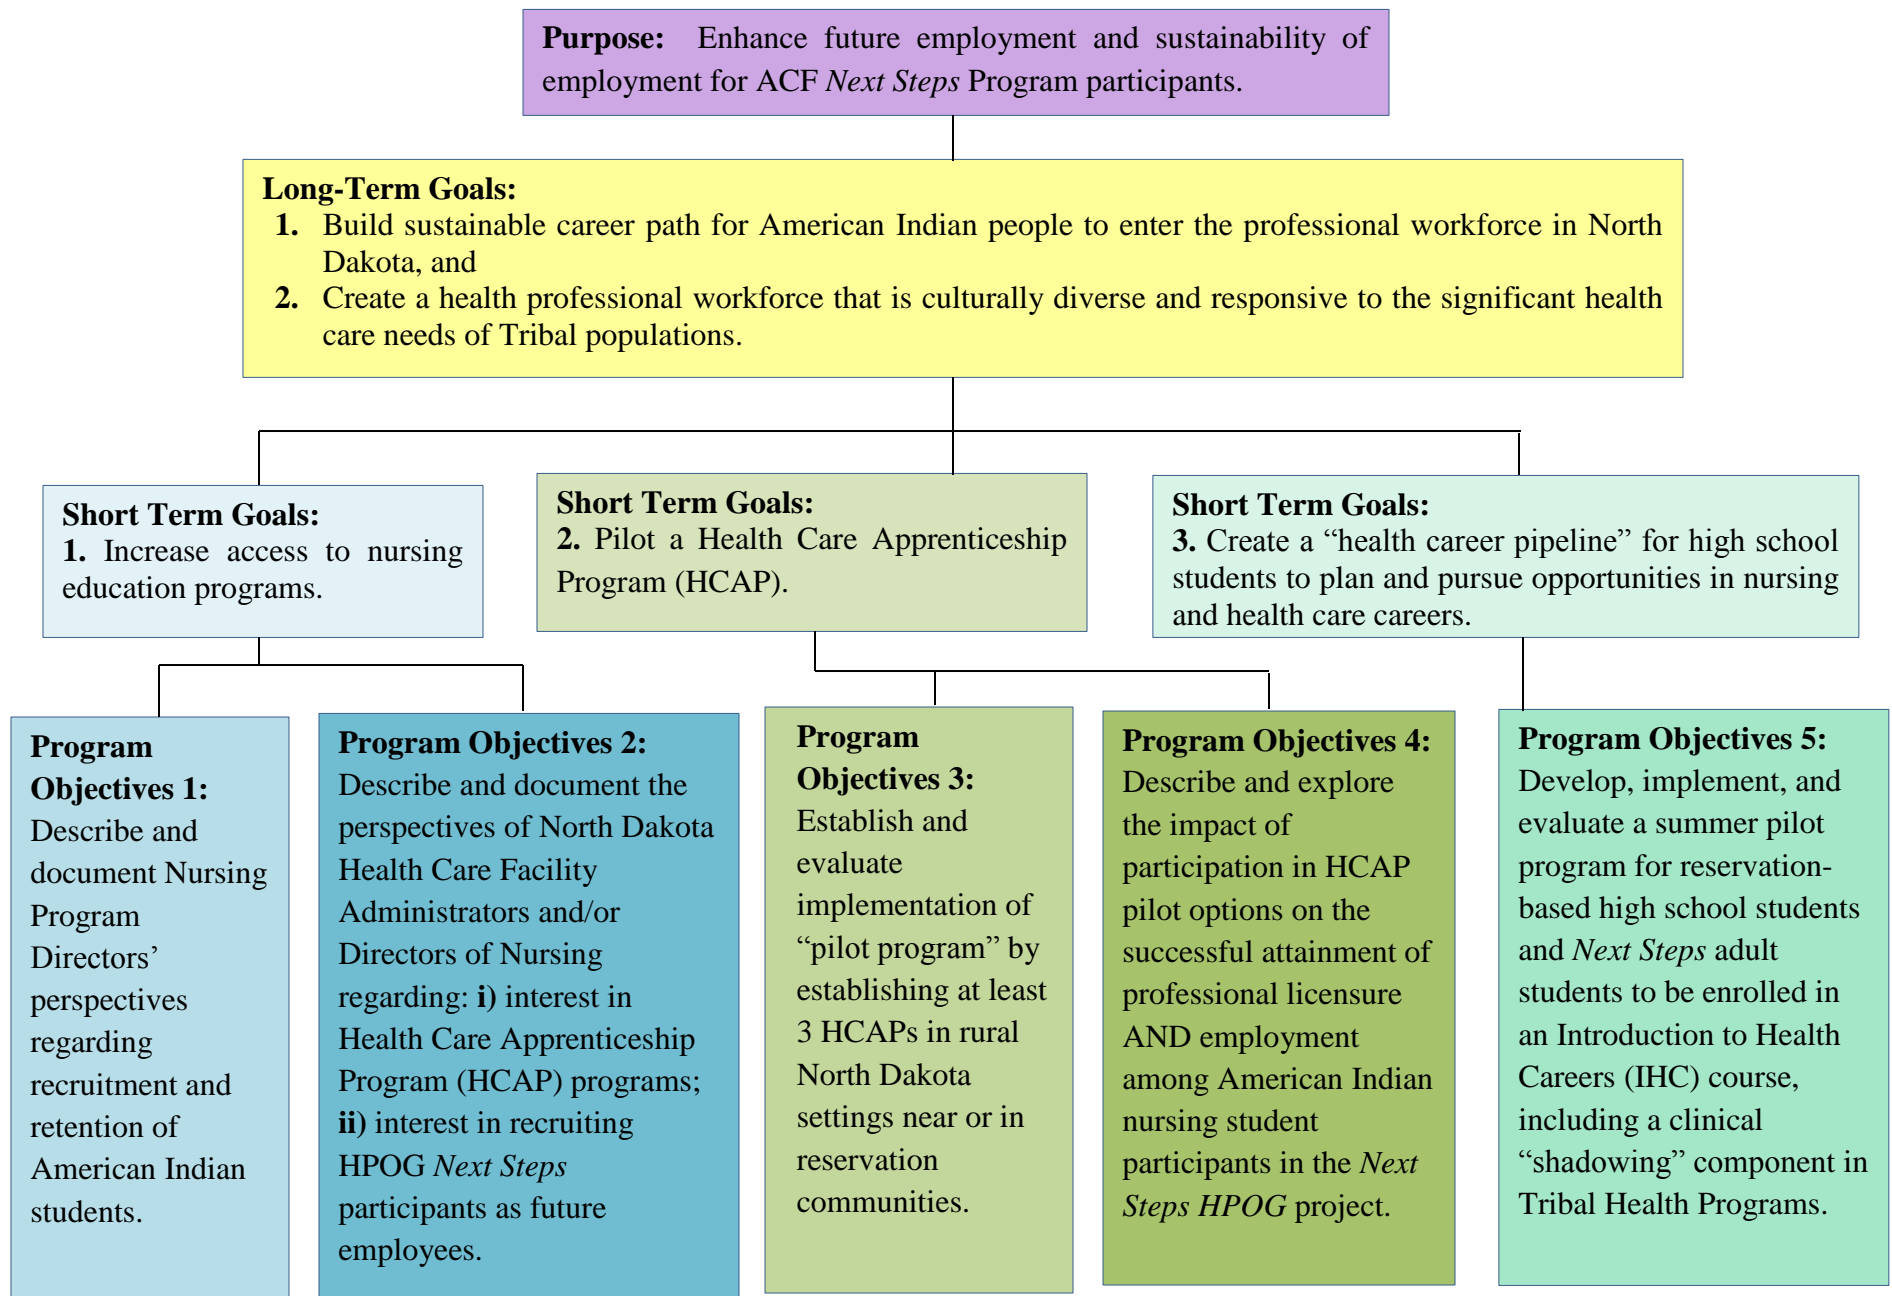 Purpose: Enhance future employment and sustainability of
employment for ACF Next Steps Program participants.
Long-Term Goals:
1. Build sustainable career path for American Indian people to enter the professional workforce in North
Dakota, and
2. Create a health professional workforce that is culturally diverse and responsive to the significant health
care needs of Tribal populations.
Short Term Goals:
1. Increase access to nursing
education programs.
Short Term Goals:
2. Pilot a Health Care Apprenticeship
Program (HCAP).
Short Term Goals:
3. Create a “health career pipeline” for high school
students to plan and pursue opportunities in nursing
and health care careers.
Program
Objectives 1:
Describe and
document Nursing
Program
Directors’
perspectives
regarding
recruitment and
retention of
American Indian
students.
Program Objectives 2:
Describe and document the
perspectives of North Dakota
Health Care Facility
Administrators and/or
Directors of Nursing
regarding: i) interest in
Health Care Apprenticeship
Program (HCAP) programs;
ii) interest in recruiting
HPOG Next Steps
participants as future
employees.
Program
Objectives 3:
Establish and
evaluate
implementation of
“pilot program” by
establishing at least
3 HCAPs in rural
North Dakota
settings near or in
reservation
communities.
Program Objectives 4:
Describe and explore
the impact of
participation in HCAP
pilot options on the
successful attainment of
professional licensure
AND employment
among American Indian
nursing student
participants in the Next
Steps HPOG project.
Program Objectives 5:
Develop, implement, and
evaluate a summer pilot
program for reservation-
based high school students
and Next Steps adult
students to be enrolled in
an Introduction to Health
Careers (IHC) course,
including a clinical
“shadowing” component in
Tribal Health Programs.